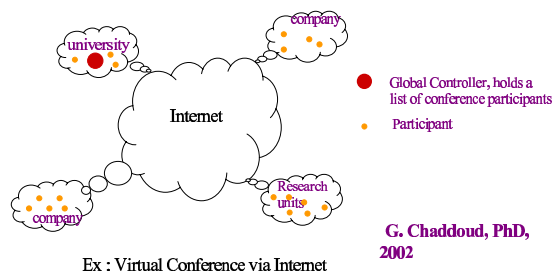 company
university
Internet
Global Controller, holds a
list of conference participants
Participant
Research
units
company
G. Chaddoud, PhD,
2002
Ex : Virtual Conference via Internet